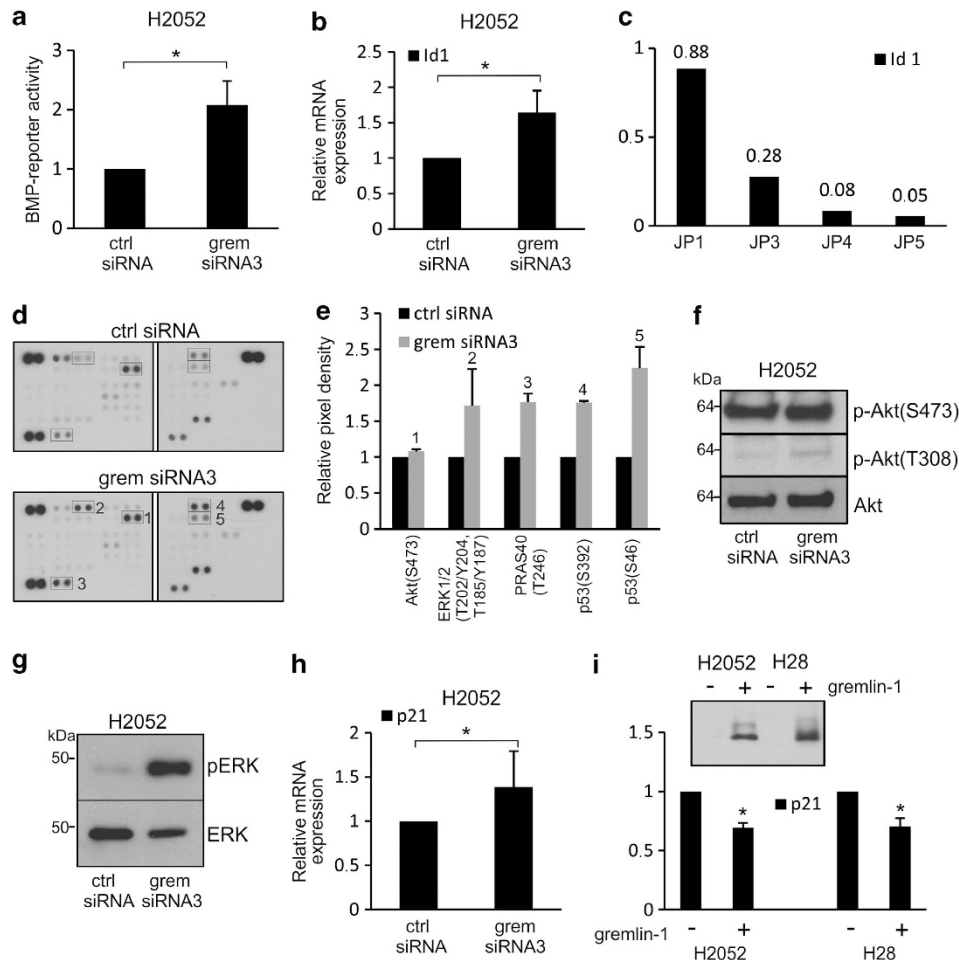 a
H2052
BMP-reporter activity
3
2
1
0
*
ctrl siRNA
grem siRNA3
b
H2052
Id1
Relative mRNA expression
2
1.5
1
0.5
0
*
ctrl siRNA
grem siRNA3
c
Id 1
1
0.5
0
0.88
0.28
0.08
0.05
JP1 JP3 JP4 JP5
d
ctrl siRNA
grem siRNA3
2
1
4
5
3
e
ctrl siRNA
grem siRNA3
Relative pixel density
3
2.5
2
1.5
1
0.5
0
1 2 3 4 5
Akt(S473)
ERK1/2
(T202/Y204,
T185/Y187)
PRAS40
(T246)
p53(S392)
p53(S46)
f
kDa
H2052
64
p-Akt(S473)
p-Akt(T308)
64
Akt
ctrl siRNA
grem siRNA3
g
H2052
kDa
50
pERK
50
ERK
ctrl siRNA
grem siRNA3
h
H2052
p21
Relative mRNA expression
2
1.5
1
0.5
0
*
ctrl siRNA
grem siRNA3
i
H2052 H28
- + - + gremlin-1
1.5
1
0.5
0
p21
*
*
gremlin-1 - + - +
H2052 H28